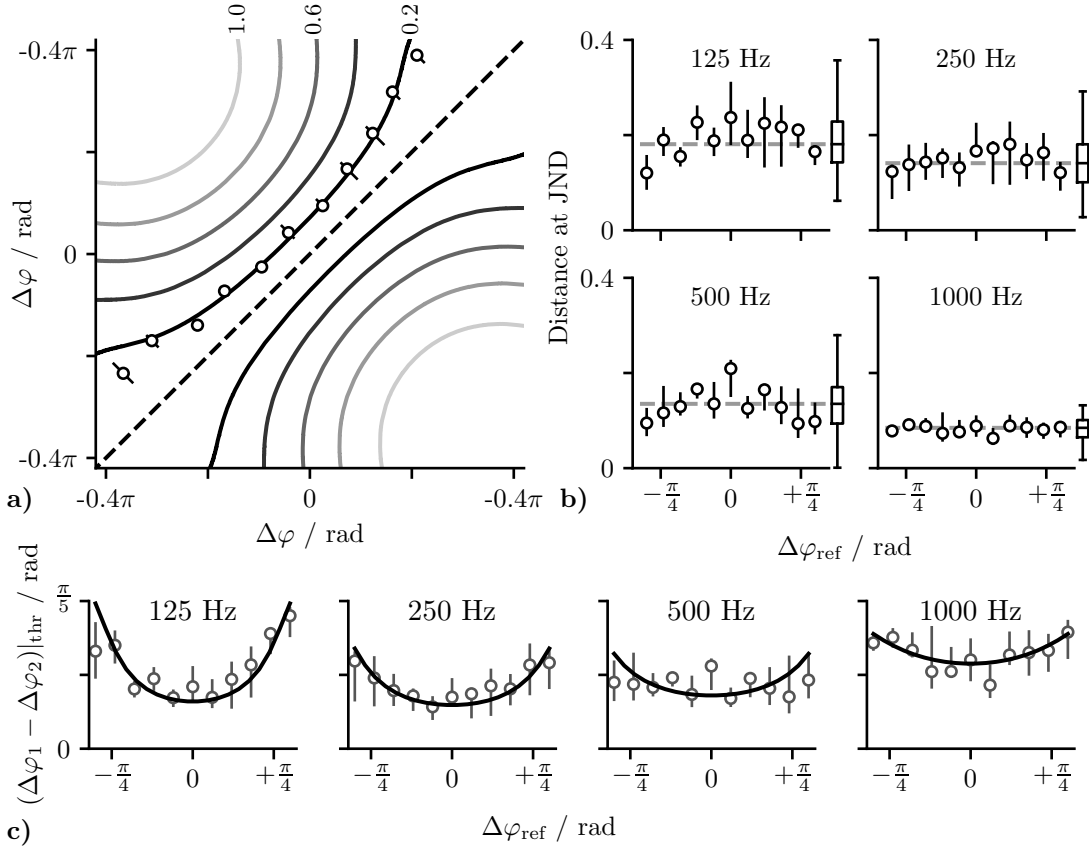 1.0 0.6 0.2
-0.4π
0
-0.4π
Δφ / rad
-0.4π 0 -0.4π
Δφ / rad
a)
0.4
0
0.4
0
Distance at JND
125 Hz 250 Hz
500 Hz 1000 Hz
−π/4 0 +π/4 −π/4 0 +π/4
Δφref / rad
b)
(Δφ1 − Δφ2)|thr / rad
π/5
0
125 Hz 250 Hz 500 Hz 1000 Hz
−π/4 0 +π/4 −π/4 0 +π/4 −π/4 0 +π/4 −π/4 0 +π/4
Δφref / rad
c)